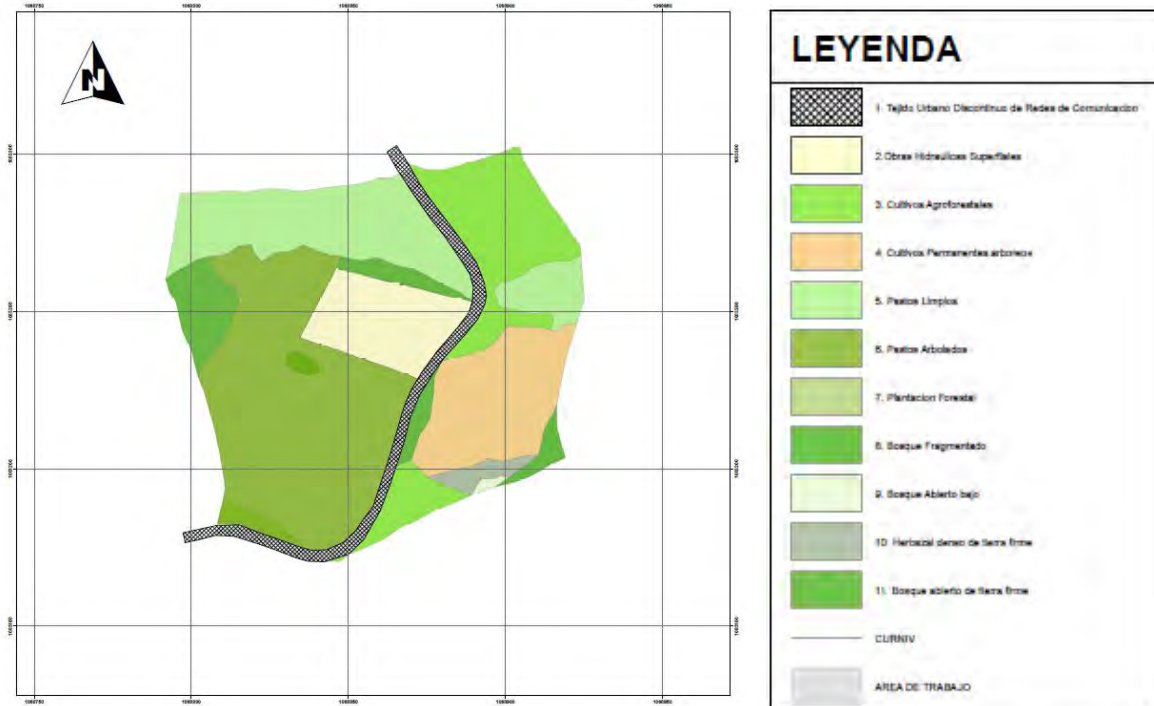 N
LEYENDA
1. Tejido Urbano Discontinuo de Redes de Comunicacion
2. Obras Hidraulicas Superfiales
3. Cultivos Agroforestales
4. Cultivos Permanentes arboreos
5. Pastos Limpios
6. Pastos Arbolados
7. Plantacion Forestal
8. Bosque Fragmentado
9. Bosque Abierto bajo
10. Herbazal denso de tierra firme
11. Bosque abierto de tierra firme
CURNIV
AREA DE TRABAJO